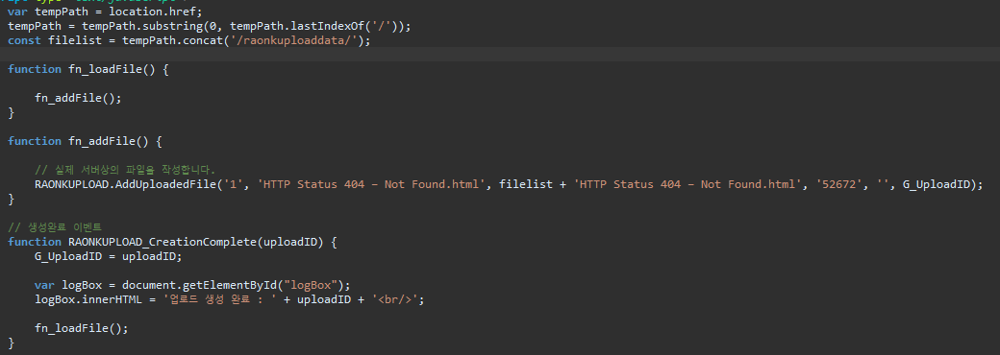 var tempPath = location.href;
tempPath = tempPath.substring(0, tempPath.lastIndexOf('/'));
const filelist = tempPath.concat('/raonkuploaddata/');
function fn_loadFile() {
fn_addFile();
}
function fn_addFile() {
// 실제 서버상의 파일을 작성합니다.
RAONKUPLOAD.AddUploadedFile('1', 'HTTP Status 404 – Not Found.html', filelist + 'HTTP Status 404 – Not Found.html', '52672', '', G_UploadID);
}
// 생성완료 이벤트
function RAONKUPLOAD_CreationComplete(uploadID) {
G_UploadID = uploadID;
var logBox = document.getElementById("logBox");
logBox.innerHTML = '업로드 생성 완료 : ' + uploadID + '<br/>';
fn_loadFile();
}